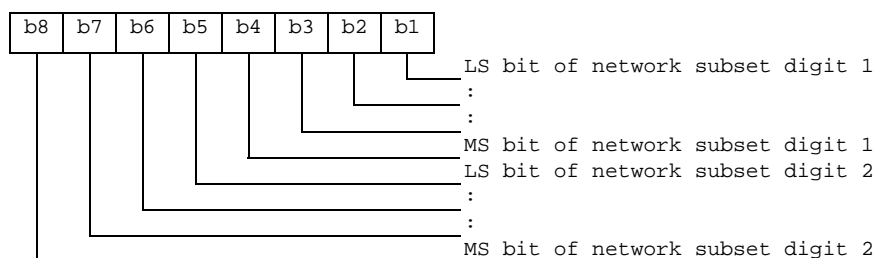 b8 b7 b6 b5 b4 b3 b2 b1
LS bit of network subset digit 1
:
:
MS bit of network subset digit 1
LS bit of network subset digit 2
:
:
MS bit of network subset digit 2